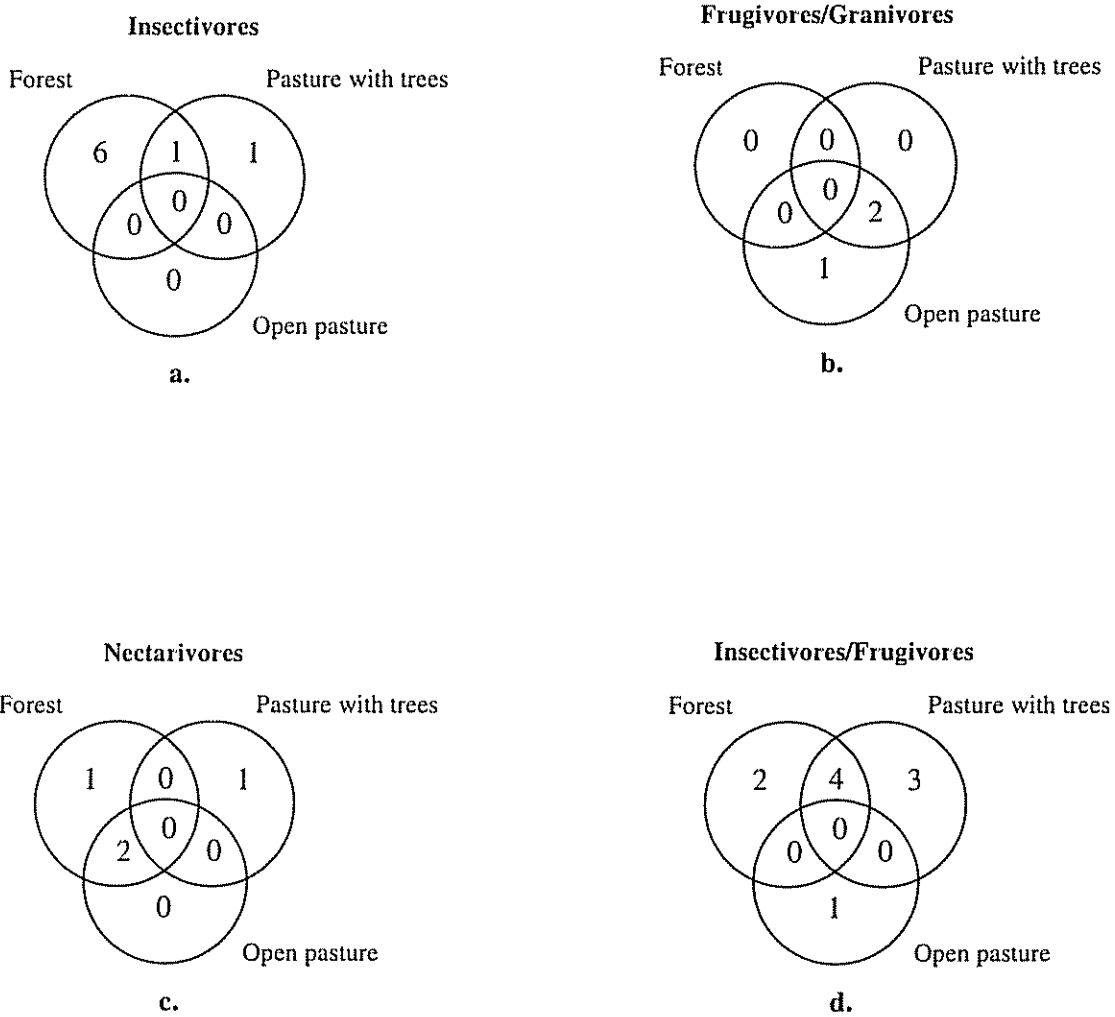 Insectivores
Forest
Pasture with trees
6
1
1
0
0
0
0
Open pasture
a.
Frugivores/Granivores
Forest
Pasture with trees
0
0
0
0
0
2
1
Open pasture
b.
Nectarivores
Forest
Pasture with trees
1
0
1
0
2
0
0
Open pasture
c.
Insectivores/Frugivores
Forest
Pasture with trees
2
4
3
0
0
0
1
Open pasture
d.